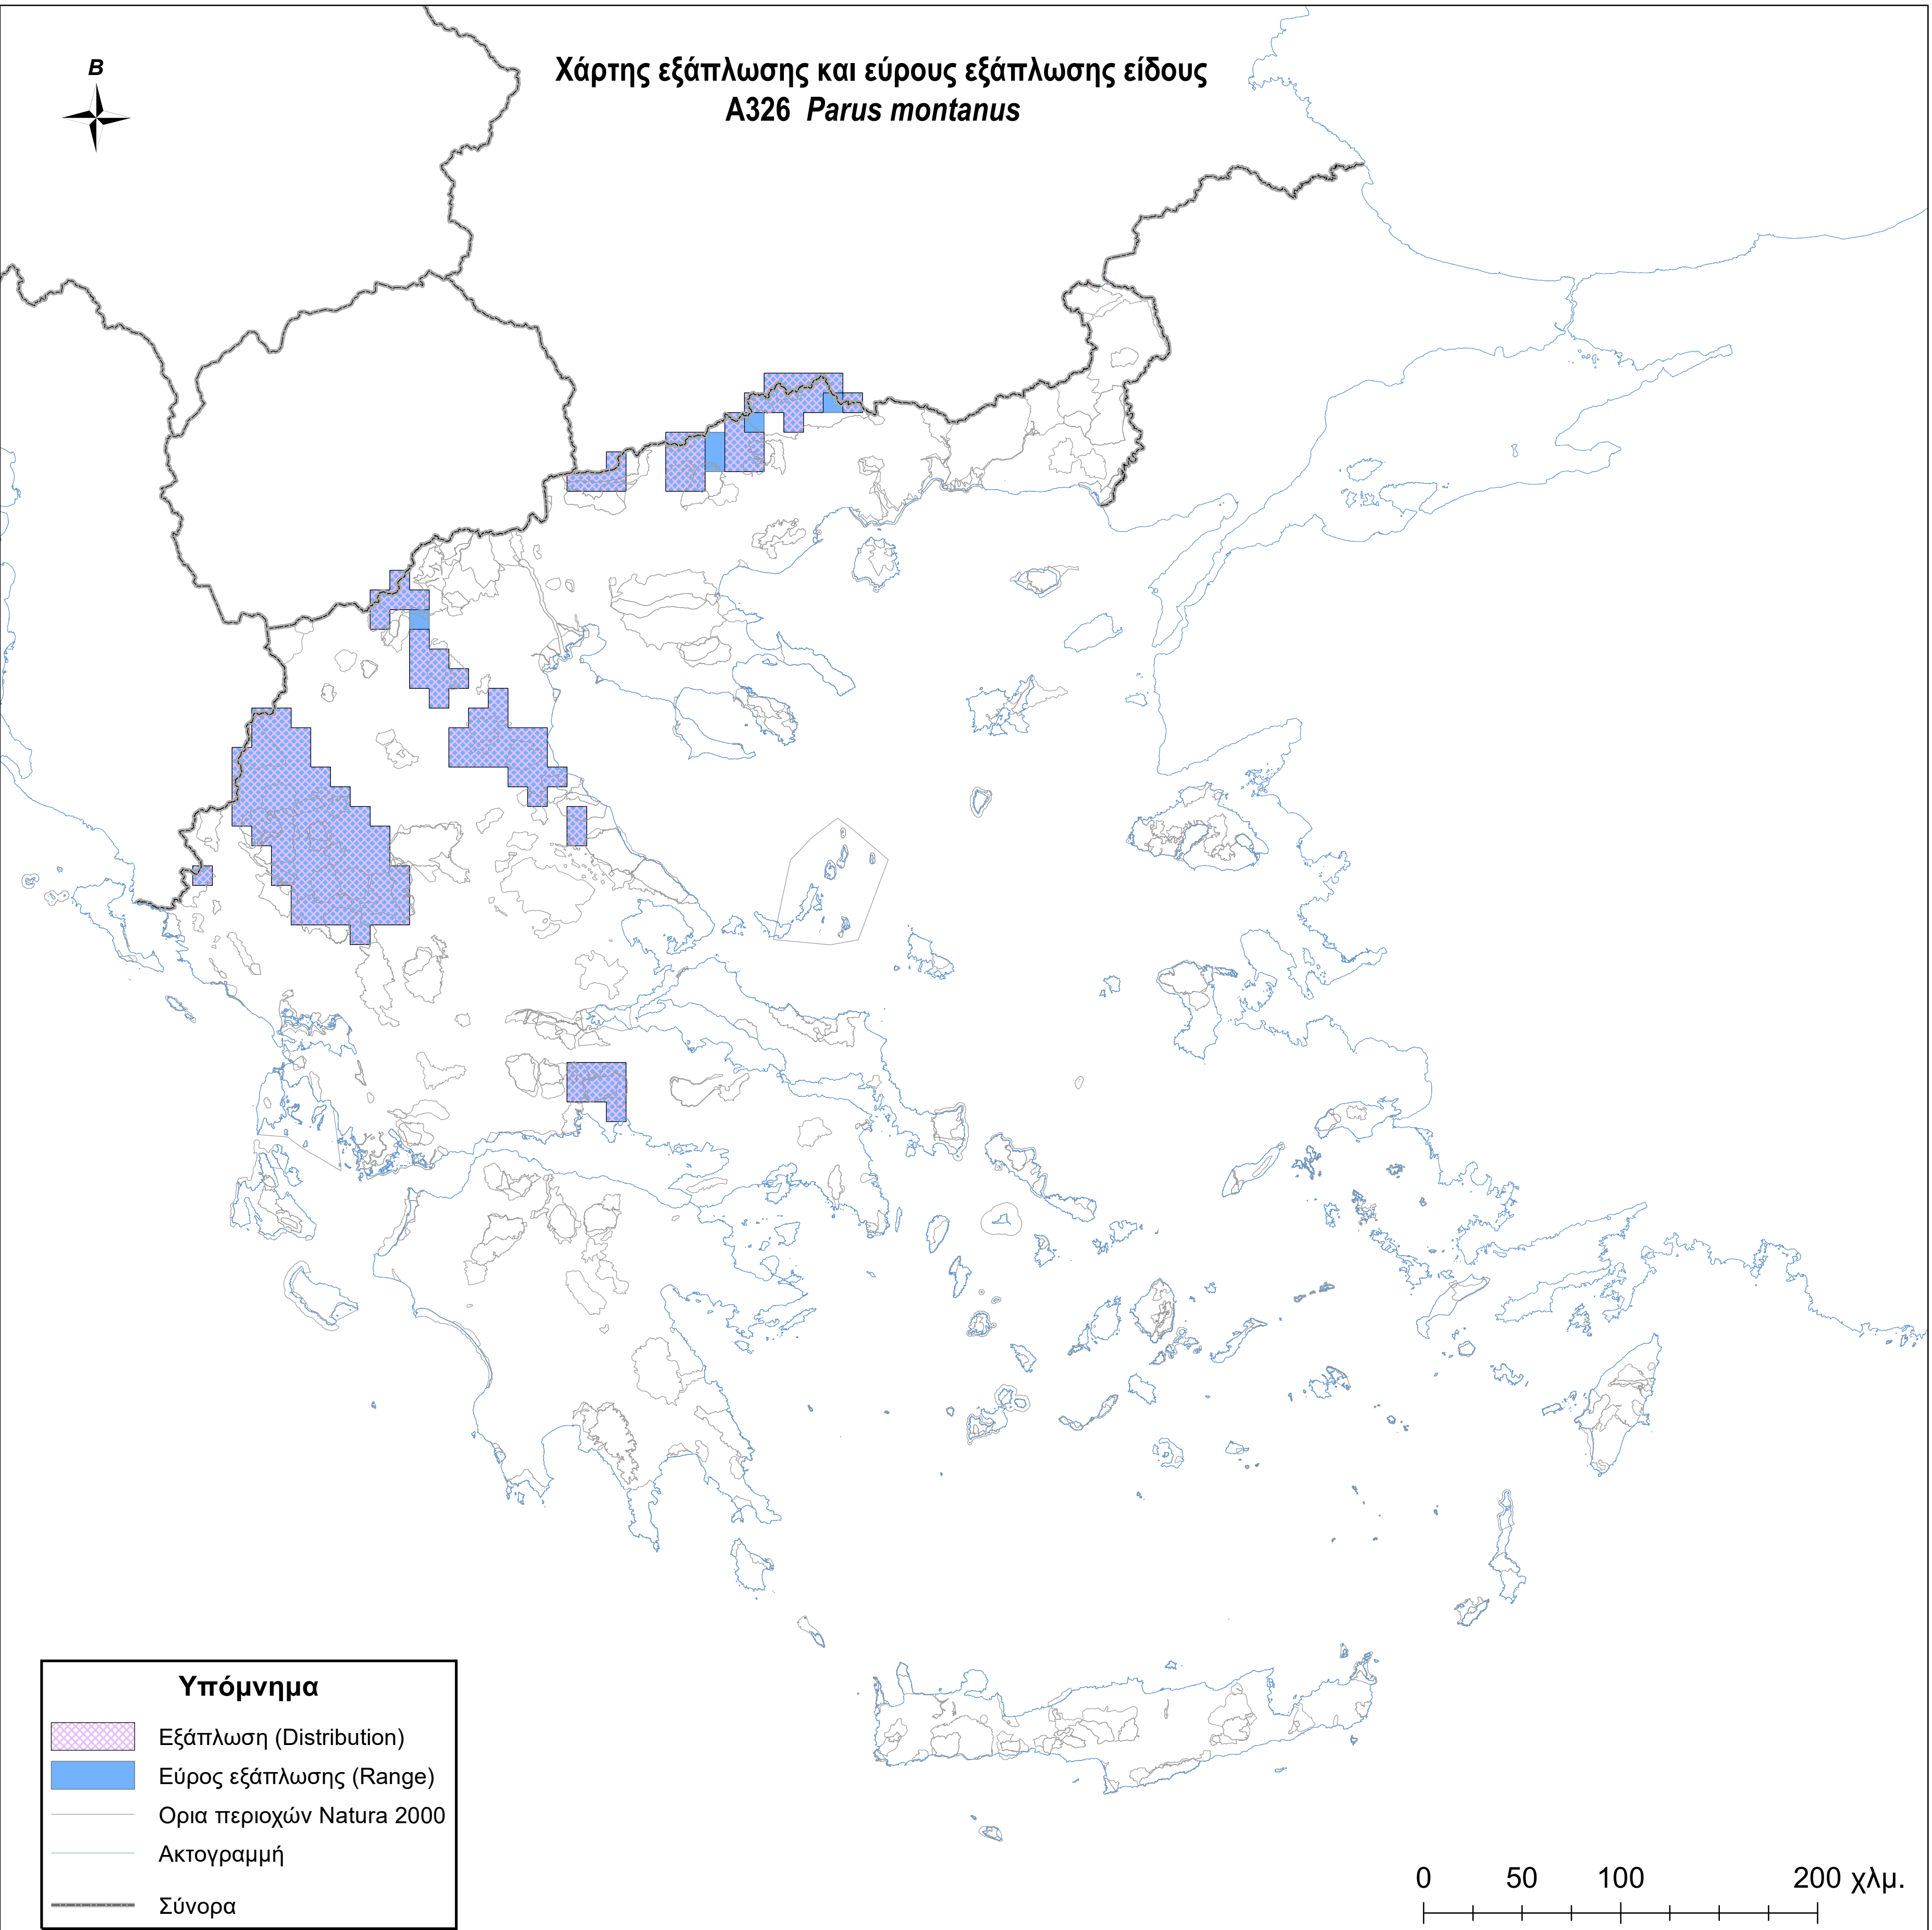 Χάρτης εξάπλωσης και εύρους εξάπλωσης είδους
A326 Parus montanus
B
Υπόμνημα
Εξάπλωση (Distribution)
Εύρος εξάπλωσης (Range)
Ορια περιοχών Natura 2000
Ακτογραμμή
Σύνορα
0 50 100 200 χλμ.